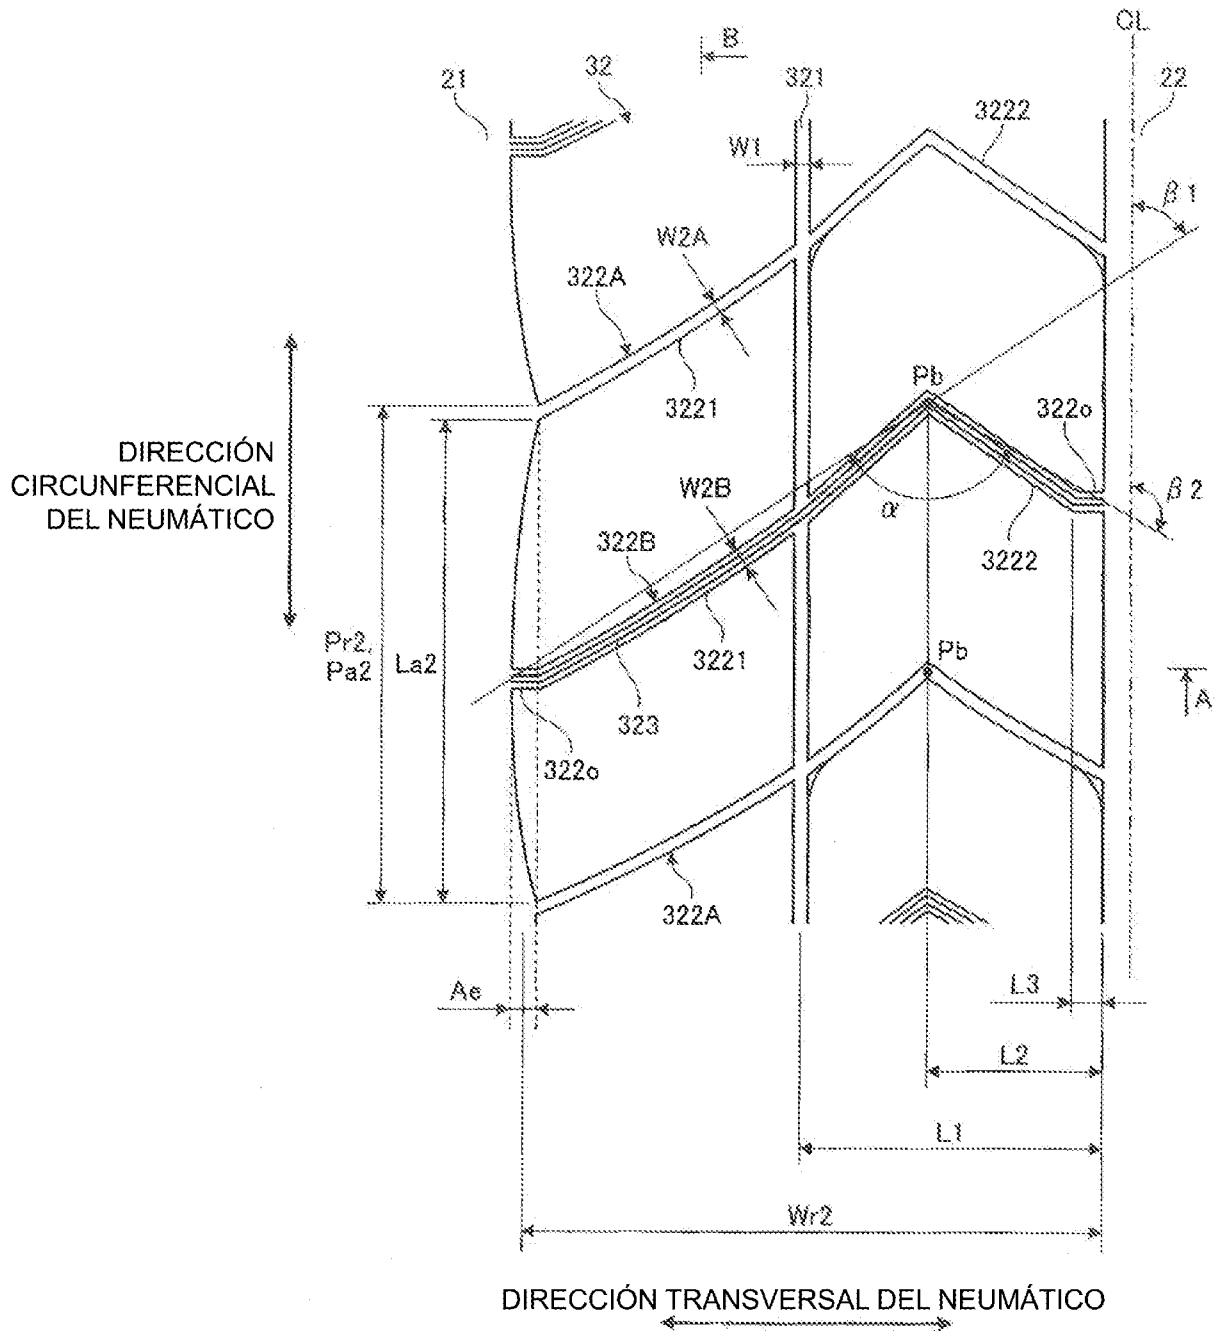 CL
B
21
32
321
22
3222
W1
β1
W2A
322A
Pb
3221
322o
DIRECCIÓN
CIRCUNFERENCIAL
DEL NEUMÁTICO
W2B
α
β2
322B
3222
Pr2,
Pa2
La2
3221
Pb
A
323
322o
322A
Ae
L3
L2
L1
Wr2
DIRECCIÓN TRANSVERSAL DEL NEUMÁTICO